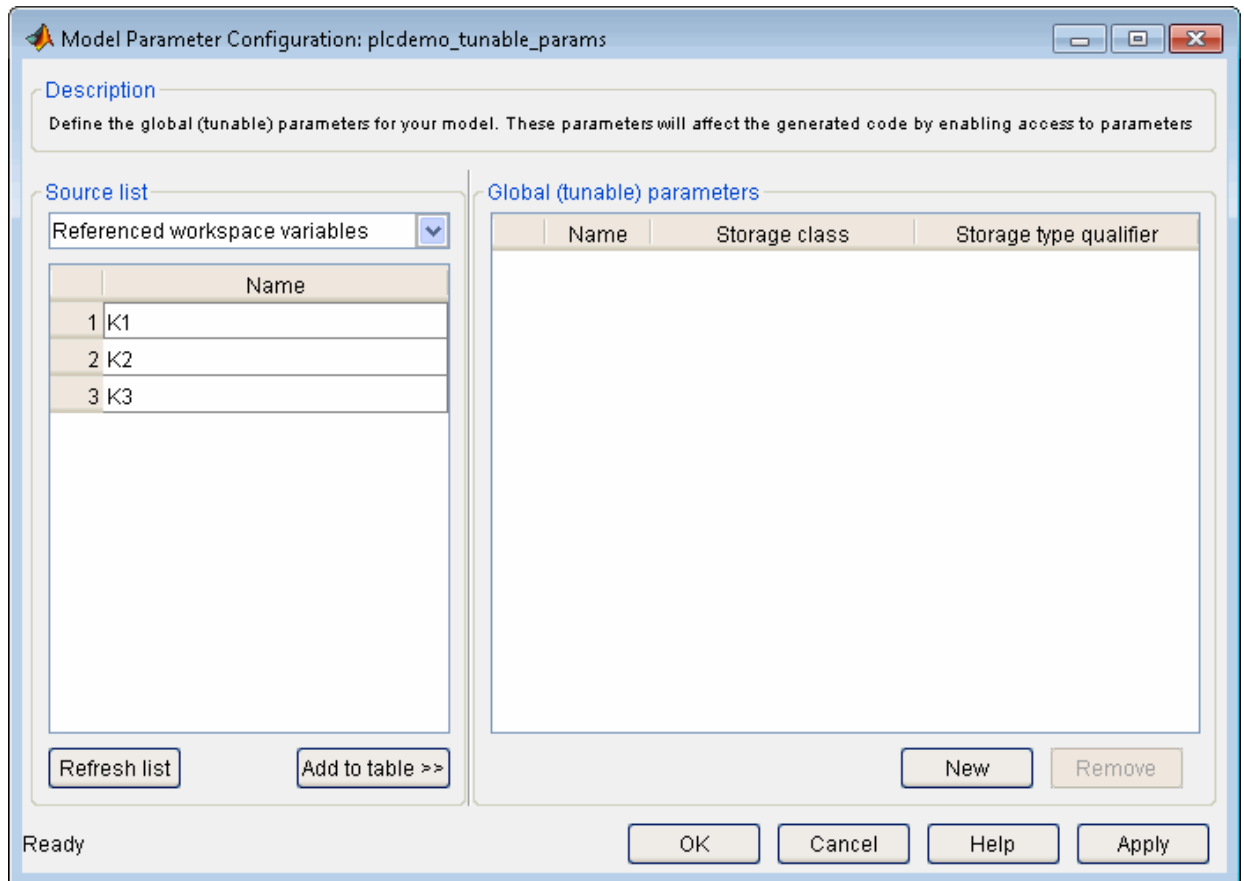 Model Parameter Configuration: plcdemo_tunable_params
Description
Define the global (tunable) parameters for your model. These parameters will affect the generated code by enabling access to parameters
Source list
Referenced workspace variables
Name
1 K1
2 K2
3 K3
Refresh list
Add to table >>
Global (tunable) parameters
Name Storage class Storage type qualifier
New Remove
Ready
OK Cancel Help Apply